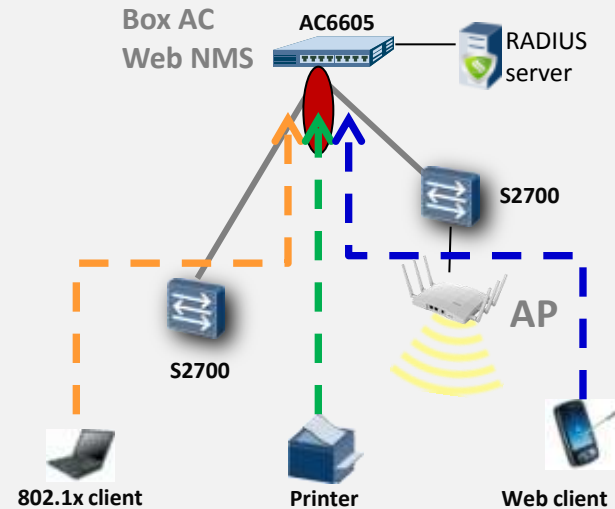 Box AC
Web NMS
AC6605
RADIUS
server
S2700
AP
S2700
802.1x client
Printer
Web client